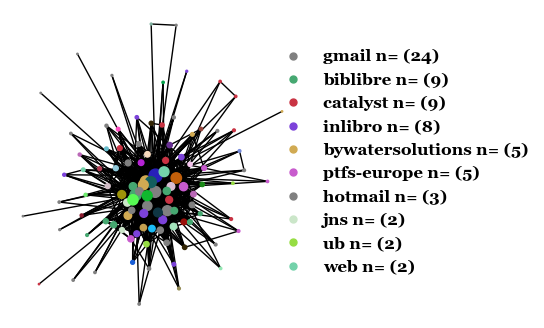 gmail n= (24)
biblibre n= (9)
catalyst n= (9)
inlibro n= (8)
bywatersolutions n= (5)
ptfs-europe n= (5)
hotmail n= (3)
jns n= (2)
ub n= (2)
web n= (2)